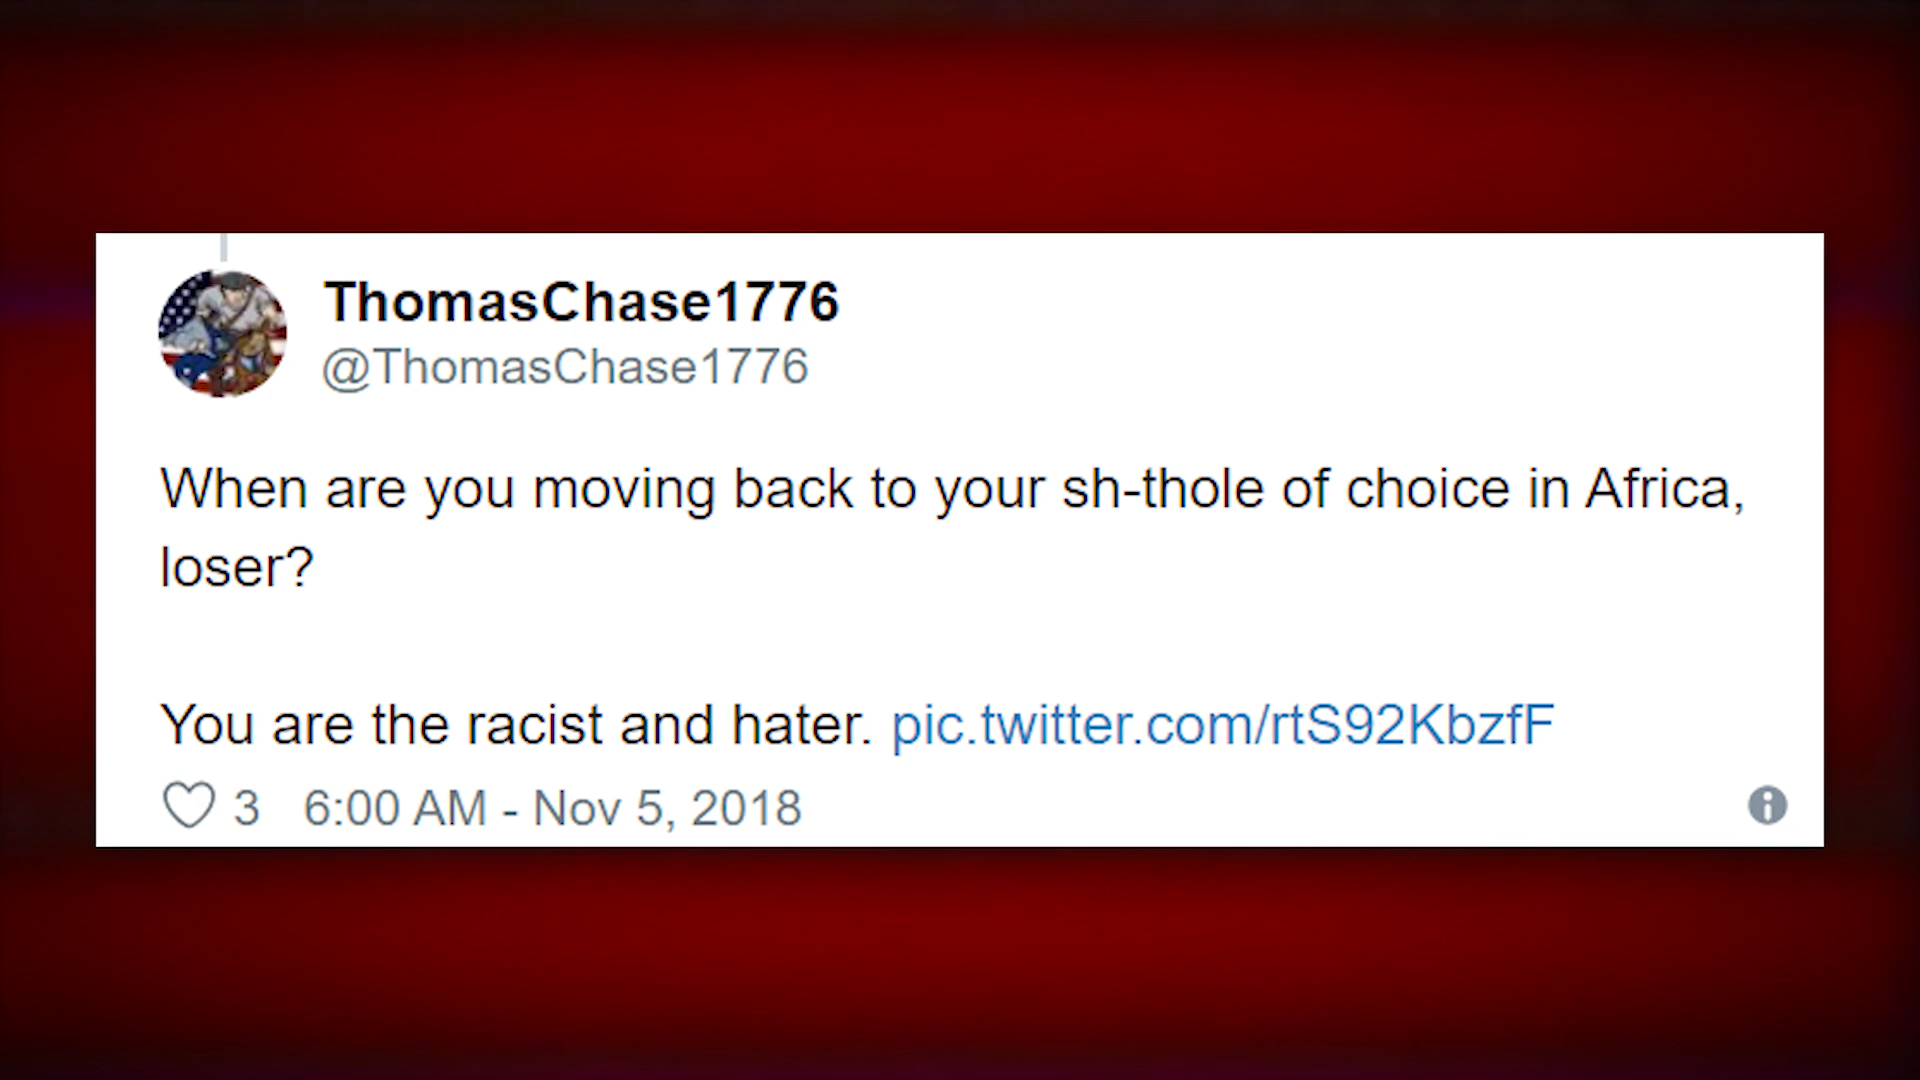 ThomasChase1776
@ThomasChase1776
When are you moving back to your sh-thole of choice in Africa,
loser?
You are the racist and hater. pic.twitter.com/rtS92KbzfF
3 6:00 AM - Nov 5, 2018